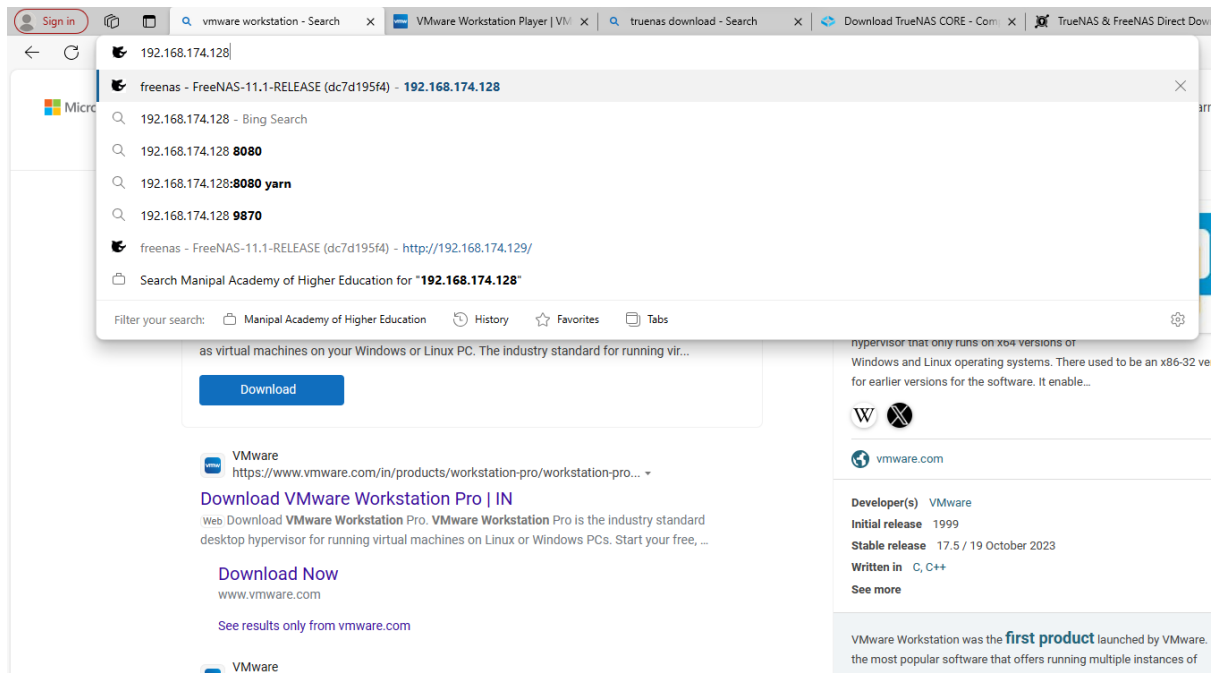 Sign in
vmware workstation - Search
VMware Workstation Player | VM
truenas download - Search
Download TrueNAS CORE - Com
TrueNAS & FreeNAS Direct Dow
192.168.174.128
freenas - FreeNAS-11.1-RELEASE (dc7d195f4) - 192.168.174.128
192.168.174.128 - Bing Search
192.168.174.128 8080
192.168.174.128:8080 yarn
192.168.174.128 9870
freenas - FreeNAS-11.1-RELEASE (dc7d195f4) - http://192.168.174.129/
Search Manipal Academy of Higher Education for "192.168.174.128"
Filter your search: Manipal Academy of Higher Education History Favorites Tabs
Micro
as virtual machines on your Windows or Linux PC. The industry standard for running vir...
Download
VMware
https://www.vmware.com/in/products/workstation-pro/workstation-pro...
Download VMware Workstation Pro | IN
Web Download VMware Workstation Pro. VMware Workstation Pro is the industry standard
desktop hypervisor for running virtual machines on Linux or Windows PCs. Start your free, ...
Download Now
www.vmware.com
See results only from vmware.com
VMware
hypervisor that only runs on x64 versions of
Windows and Linux operating systems. There used to be an x86-32 ve
for earlier versions for the software. It enable...
W
vmware.com
Developer(s) VMware
Initial release 1999
Stable release 17.5 / 19 October 2023
Written in C, C++
See more
VMware Workstation was the first product launched by VMware.
the most popular software that offers running multiple instances of